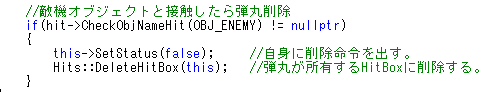 //敵機オブジェクトと接触したら弾丸削除
if(hit->CheckObjNameHit(OBJ_ENEMY) != nullptr)
{
    this->SetStatus(false);    //自身に削除命令を出す。
    Hits::DeleteHitBox(this);  //弾丸が所有するHitBoxに削除する。
}